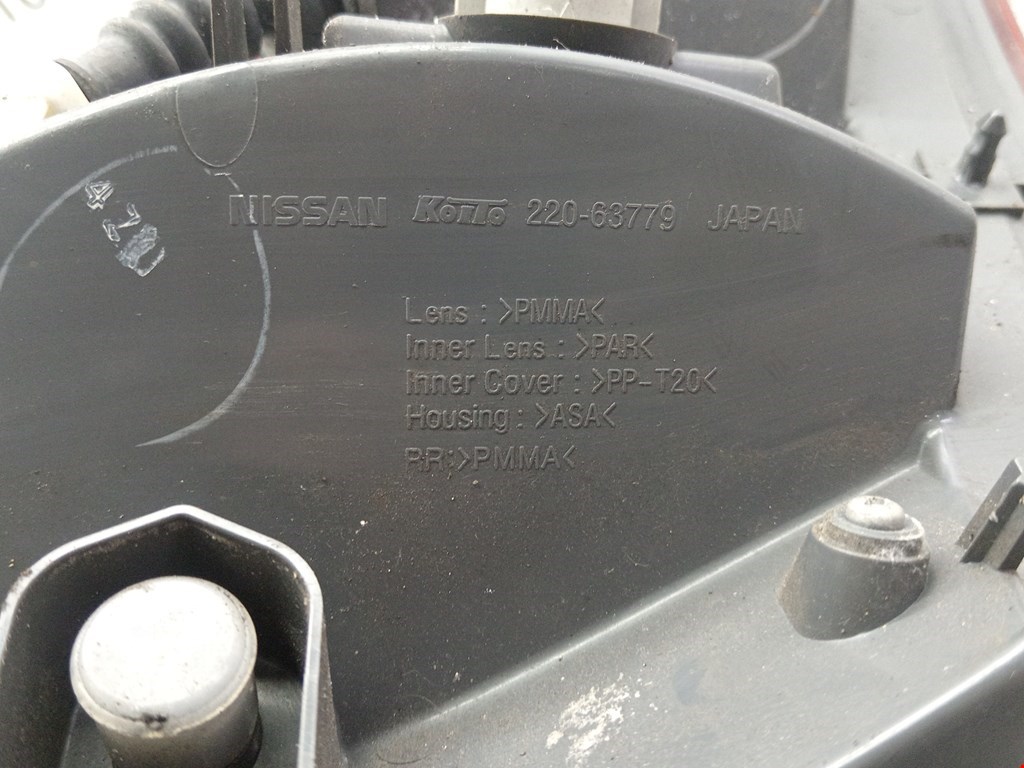 NISSAN KOITO 220-63779 JAPAN
Lens : >PMMA<
Inner Lens : >PAR<
Inner Cover : >PP-T20<
Housing : >ASA<
RR:>PMMA<